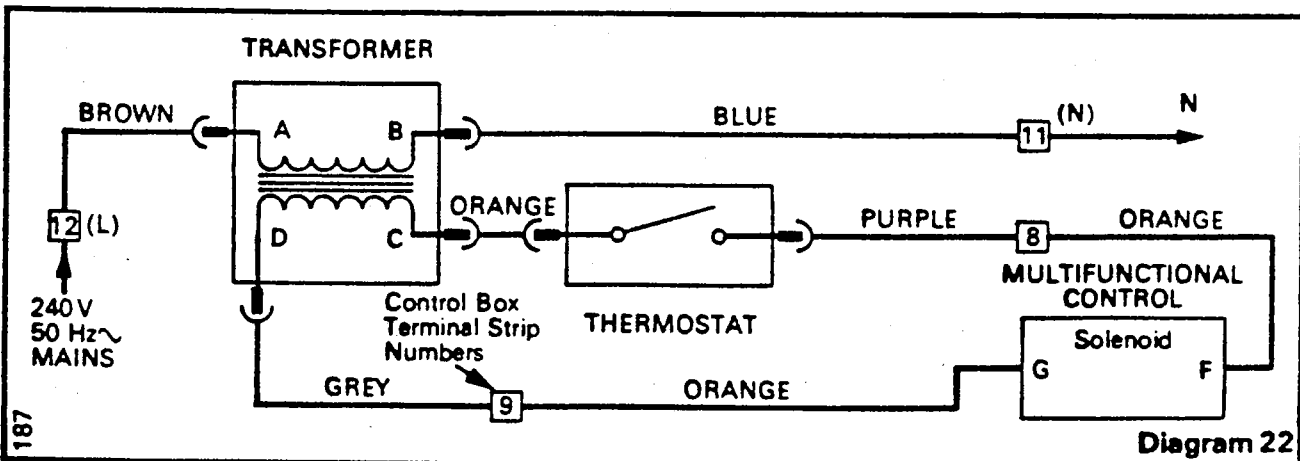 TRANSFORMER
BROWN
A
B
BLUE
11
(N)
N
12
(L)
D
C
ORANGE
PURPLE
8
ORANGE
240 V
50 Hz~
MAINS
Control Box
Terminal Strip
Numbers
THERMOSTAT
MULTIFUNCTIONAL
CONTROL
Solenoid
G
F
GREY
9
ORANGE
187
Diagram 22